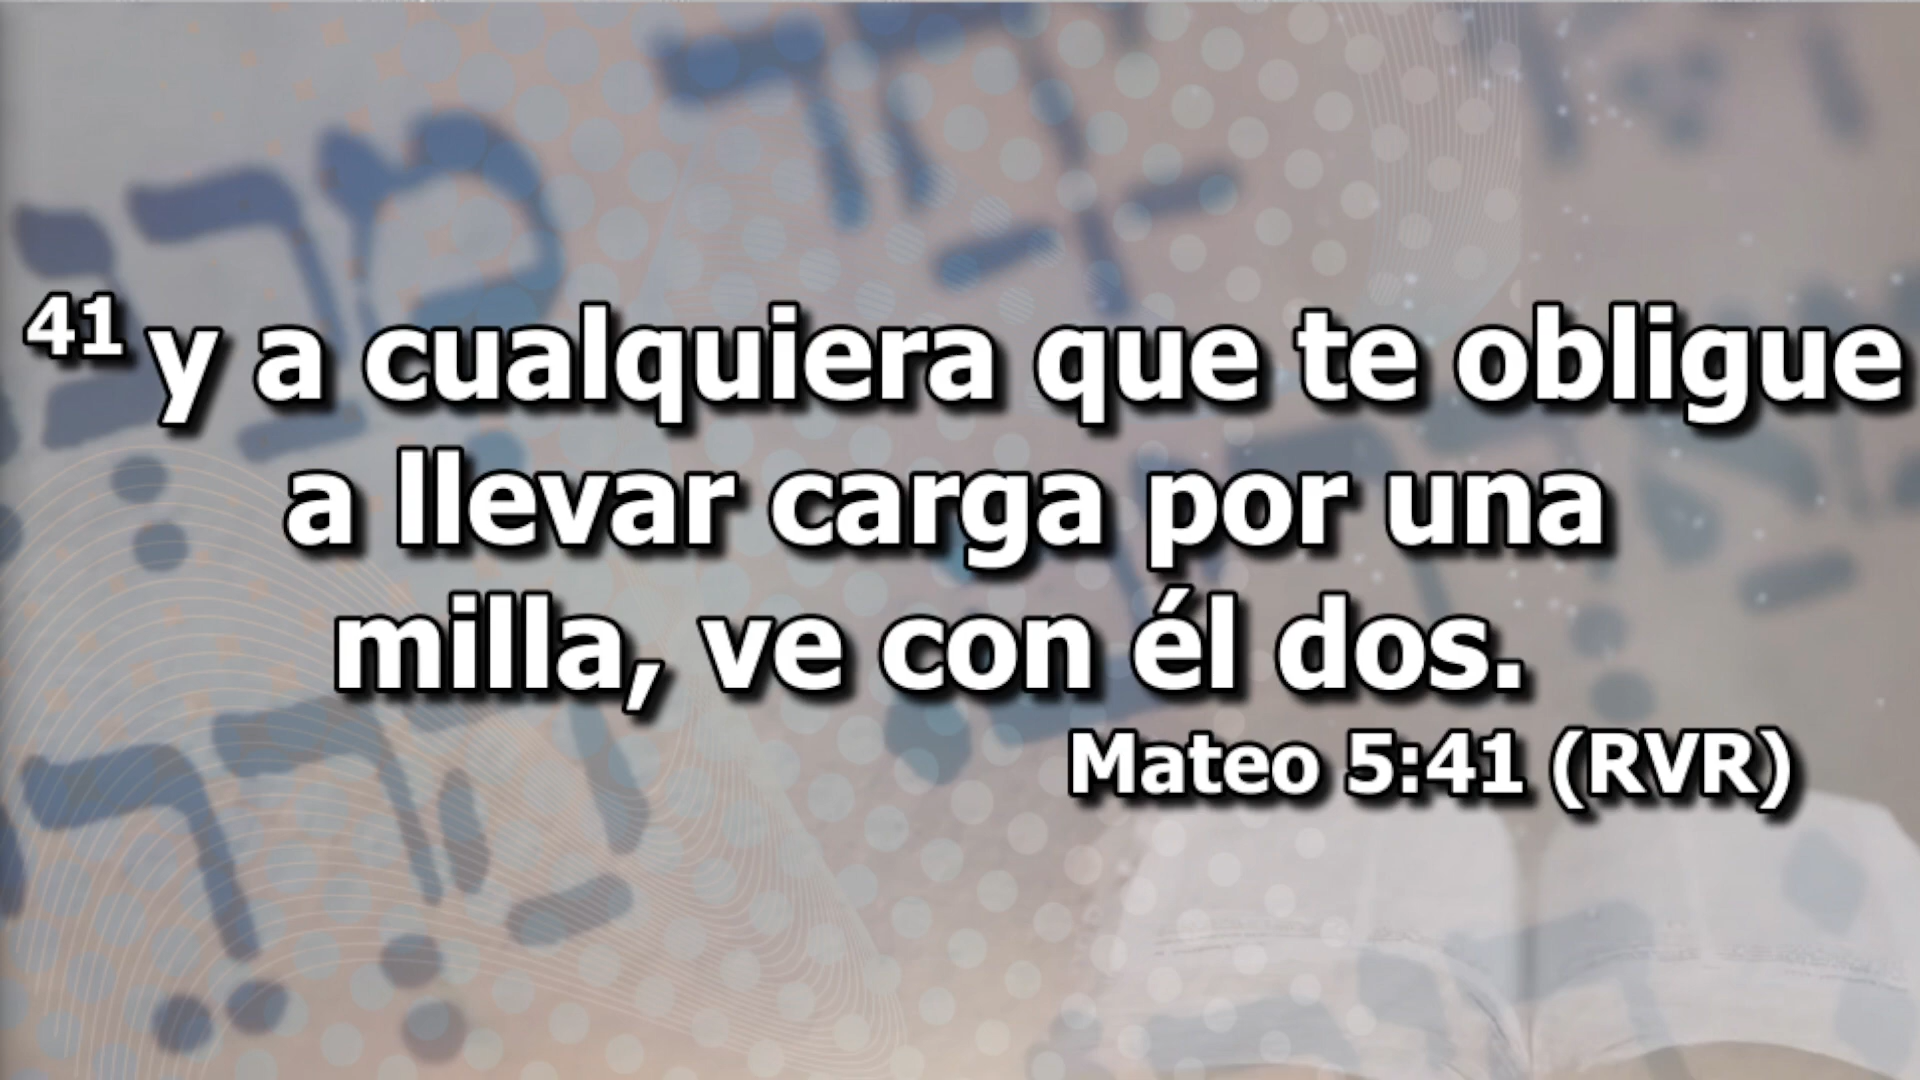 41 y a cualquiera que te obligue
a llevar carga por una
milla, ve con él dos.
Mateo 5:41 (RVR)